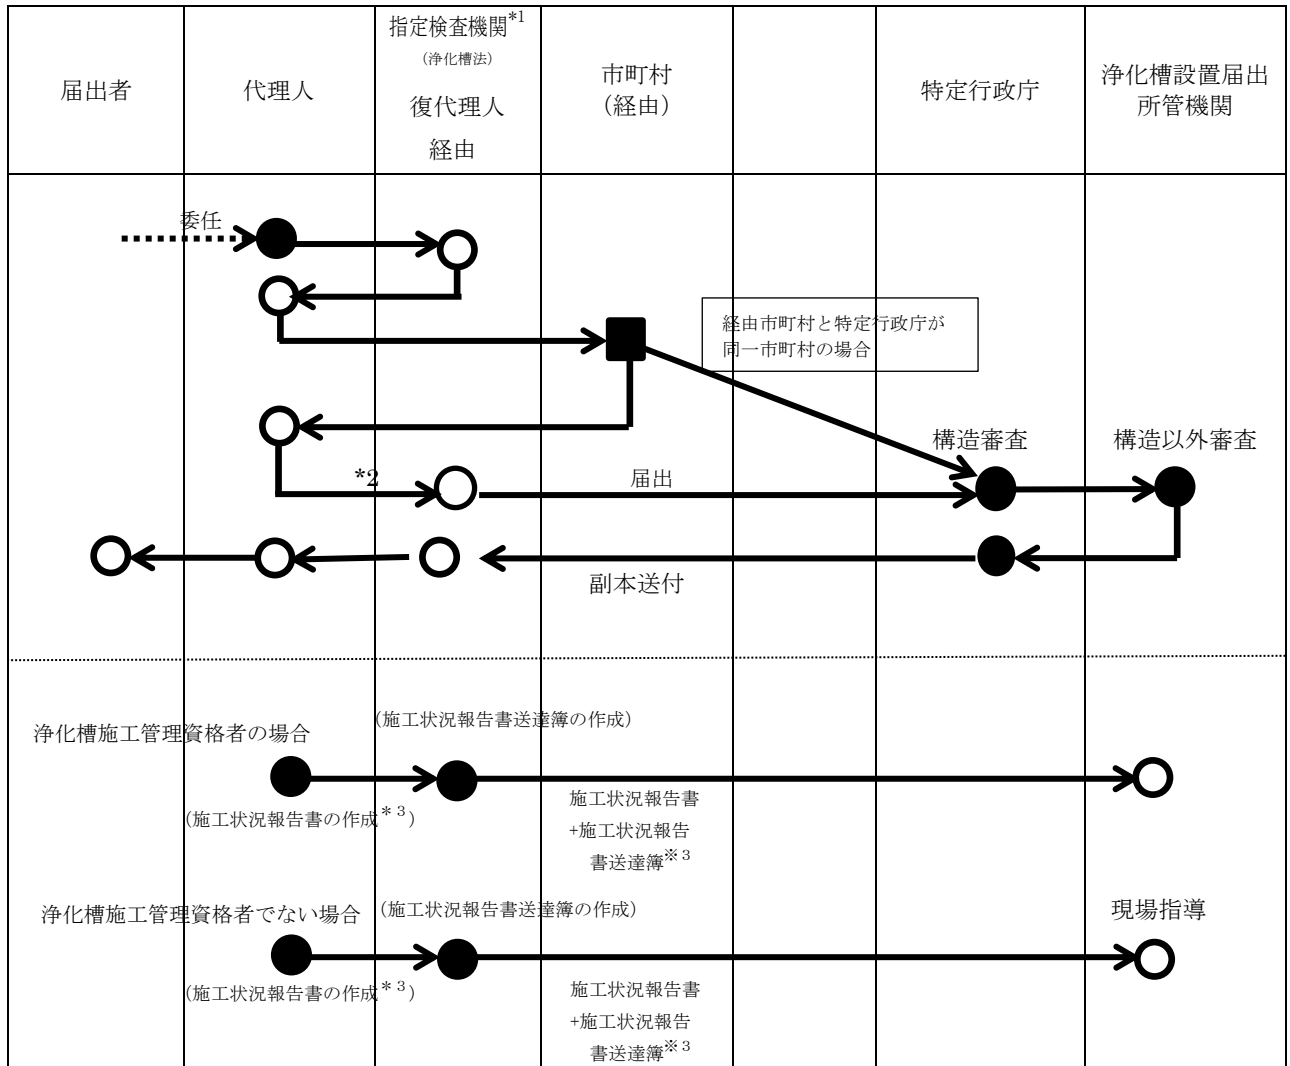 届出者
代理人
指定検査機関*1
(浄化槽法)
復代理人
経由
市町村
(経由)
特定行政庁
浄化槽設置届出
所管機関
委任
経由市町村と特定行政庁が
同一市町村の場合
構造審査
構造以外審査
*2
届出
副本送付
浄化槽施工管理資格者の場合
(施工状況報告書送達簿の作成)
(施工状況報告書の作成*3)
施工状況報告書
+施工状況報告
書送達簿※3
浄化槽施工管理資格者でない場合
(施工状況報告書送達簿の作成)
現場指導
(施工状況報告書の作成*3)
施工状況報告書
+施工状況報告
書送達簿※3